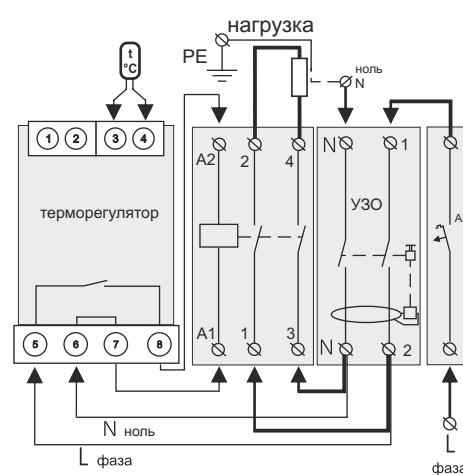 нагрузка
PE
ноль
N
t
°C
1 2 3 4
A2 2 4
N 1
терморегулятор
УЗО
А
5 6 7 8
A1 1 3
N 2
N ноль
L фаза
L
фаза